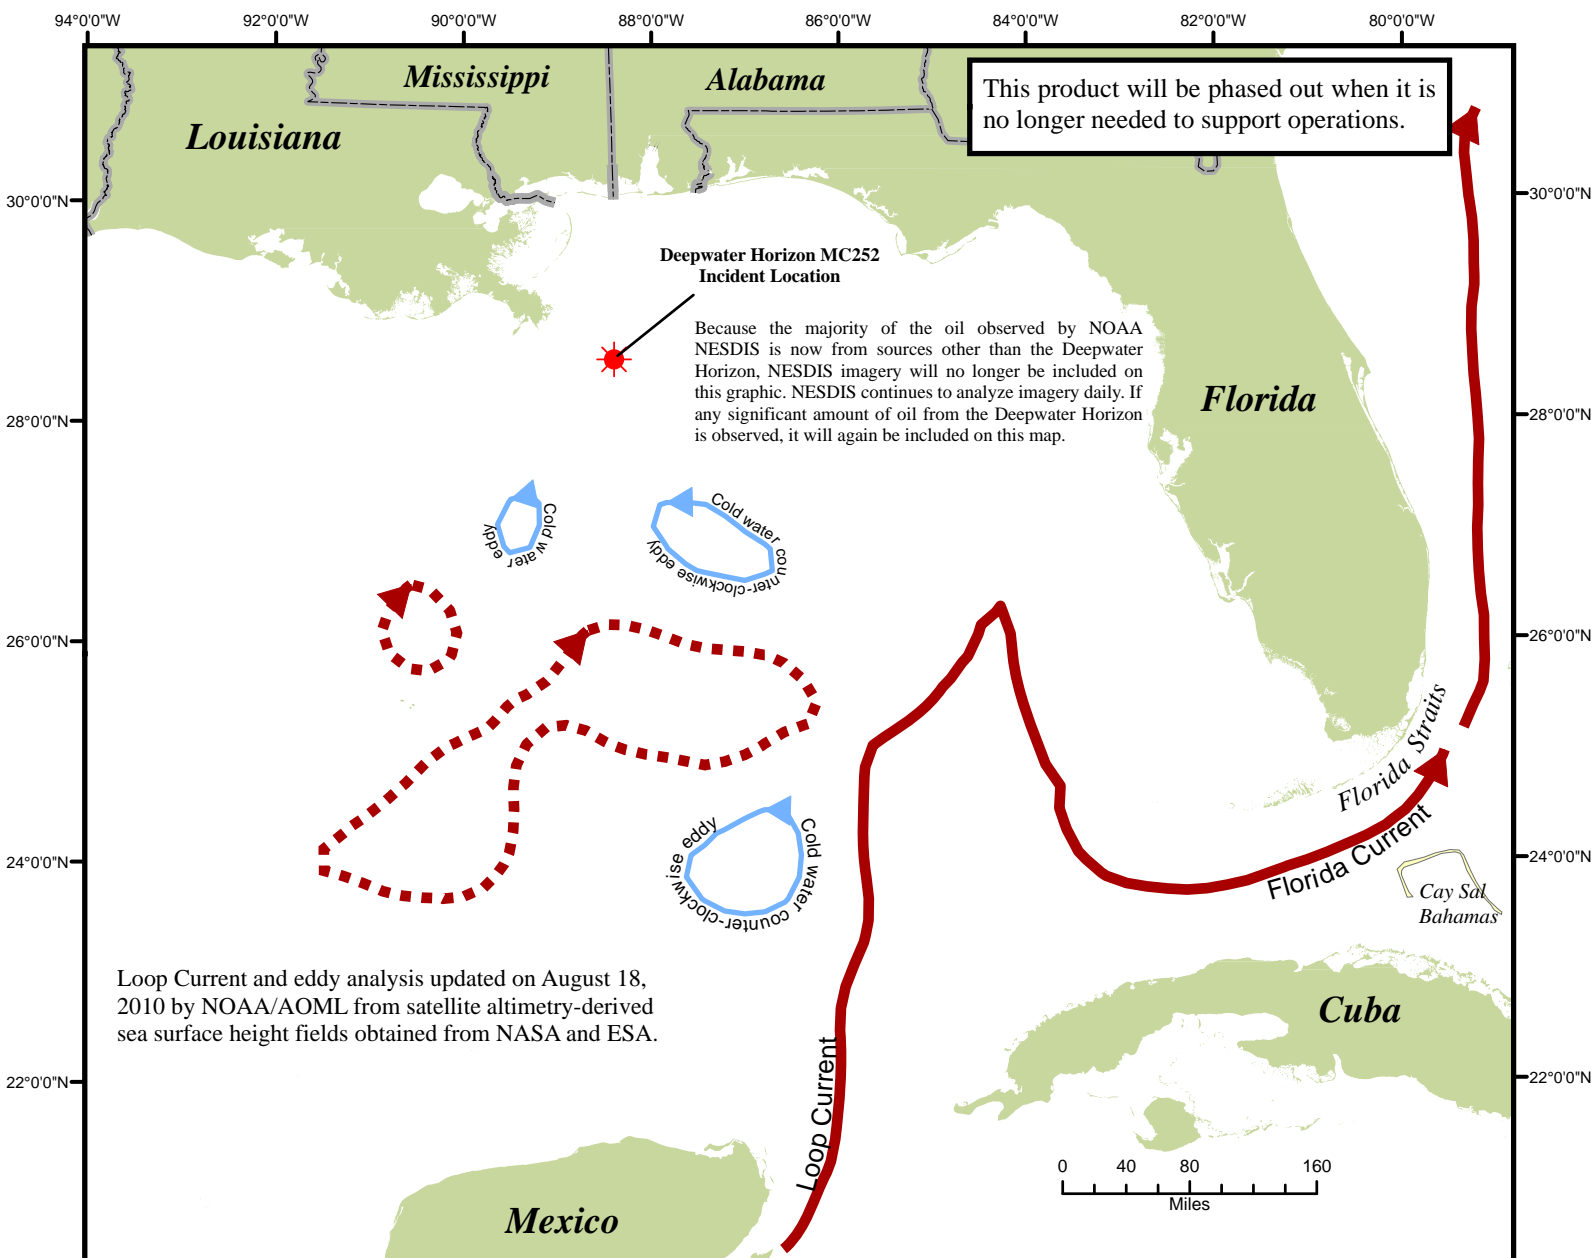 94°0'0"W 92°0'0"W 90°0'0"W 88°0'0"W 86°0'0"W 84°0'0"W 82°0'0"W 80°0'0"W
Mississippi
Alabama
Louisiana
This product will be phased out when it is
no longer needed to support operations.
30°0'0"N
30°0'0"N
Deepwater Horizon MC252
Incident Location
Because the majority of the oil observed by NOAA
NESDIS is now from sources other than the Deepwater
Horizon, NESDIS imagery will no longer be included on
this graphic. NESDIS continues to analyze imagery daily. If
any significant amount of oil from the Deepwater Horizon
is observed, it will again be included on this map.
Florida
28°0'0"N
28°0'0"N
Cold water eddy
Cold water counter-clockwise eddy
26°0'0"N
26°0'0"N
Florida Straits
Florida Current
Cold water counter-clockwise eddy
24°0'0"N
24°0'0"N
Cay Sal
Bahamas
Loop Current and eddy analysis updated on August 18,
2010 by NOAA/AOML from satellite altimetry-derived
sea surface height fields obtained from NASA and ESA.
Cuba
22°0'0"N
22°0'0"N
Loop Current
0 40 80 160
Miles
Mexico